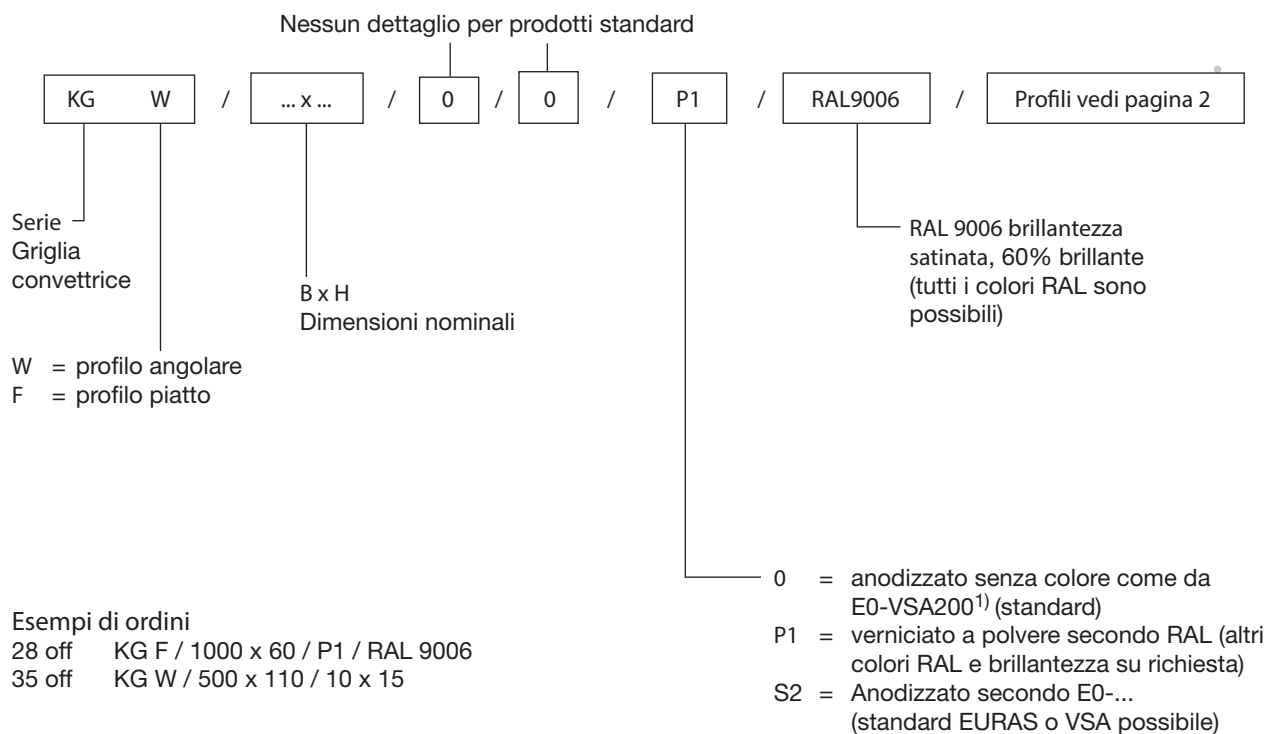 Nessun dettaglio per prodotti standard
KG W / ... x ... / 0 / 0 / P1 / RAL9006 / Profili vedi pagina 2
Serie
Griglia
convettrice
B x H
Dimensioni nominali
RAL 9006 brillantezza
satinata, 60% brillante
(tutti i colori RAL sono
possibili)
W = profilo angolare
F = profilo piatto
0 = anodizzato senza colore come da
E0-VSA200¹⁾ (standard)
P1 = verniciato a polvere secondo RAL (altri
colori RAL e brillantezza su richiesta)
S2 = Anodizzato secondo E0-...
(standard EURAS o VSA possibile)
Esempi di ordini
28 off KG F / 1000 x 60 / P1 / RAL 9006
35 off KG W / 500 x 110 / 10 x 15